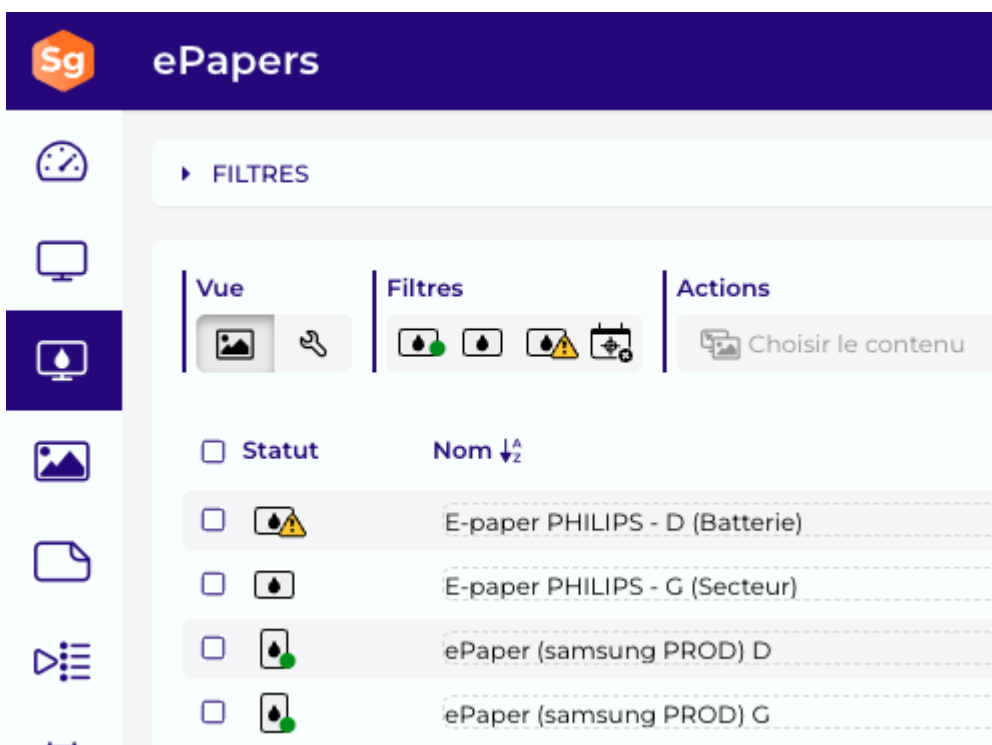 Sg
ePapers
FILTRES
Vue
Filtres
Actions
Choisir le contenu
Statut
Nom
E-paper PHILIPS - D (Batterie)
E-paper PHILIPS - G (Secteur)
ePaper (samsung PROD) D
ePaper (samsung PROD) G